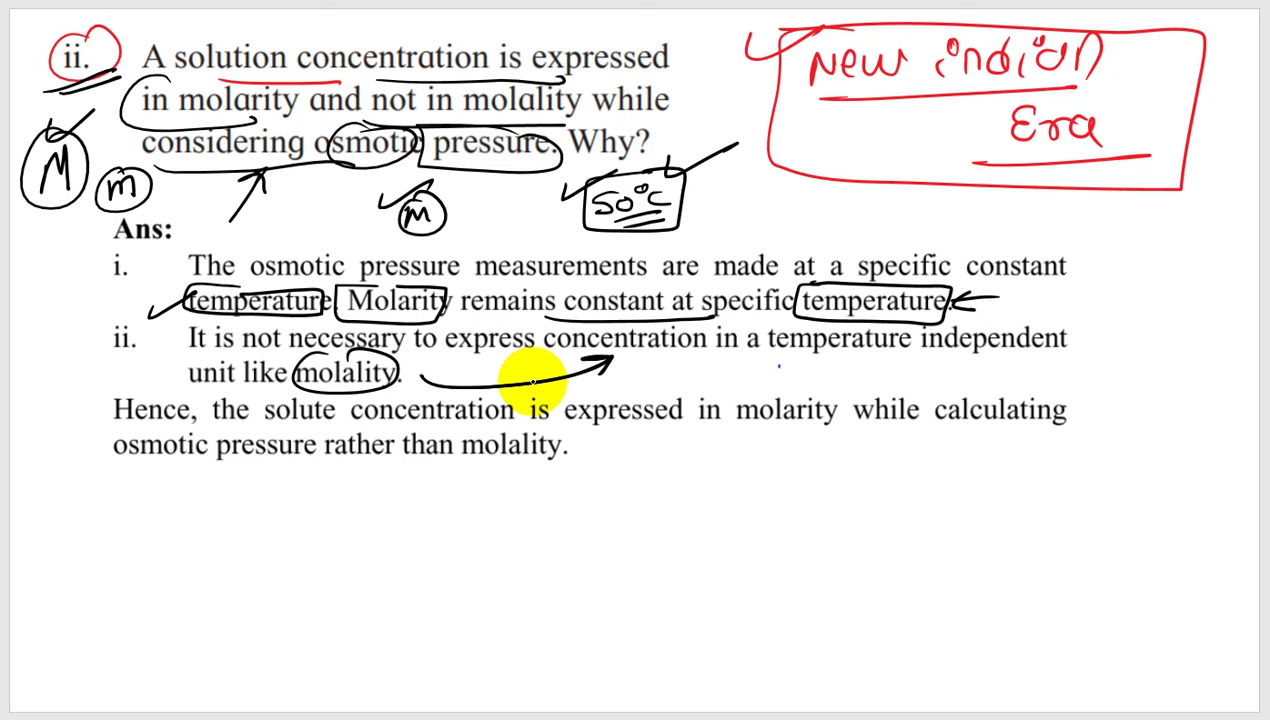 ii. A solution concentration is expressed
in molarity and not in molality while
considering osmotic pressure. Why?
New indian
Era
M
m
M
50°C
Ans:
i. The osmotic pressure measurements are made at a specific constant
temperature. Molarity remains constant at specific temperature.
ii. It is not necessary to express concentration in a temperature independent
unit like molality.
Hence, the solute concentration is expressed in molarity while calculating
osmotic pressure rather than molality.